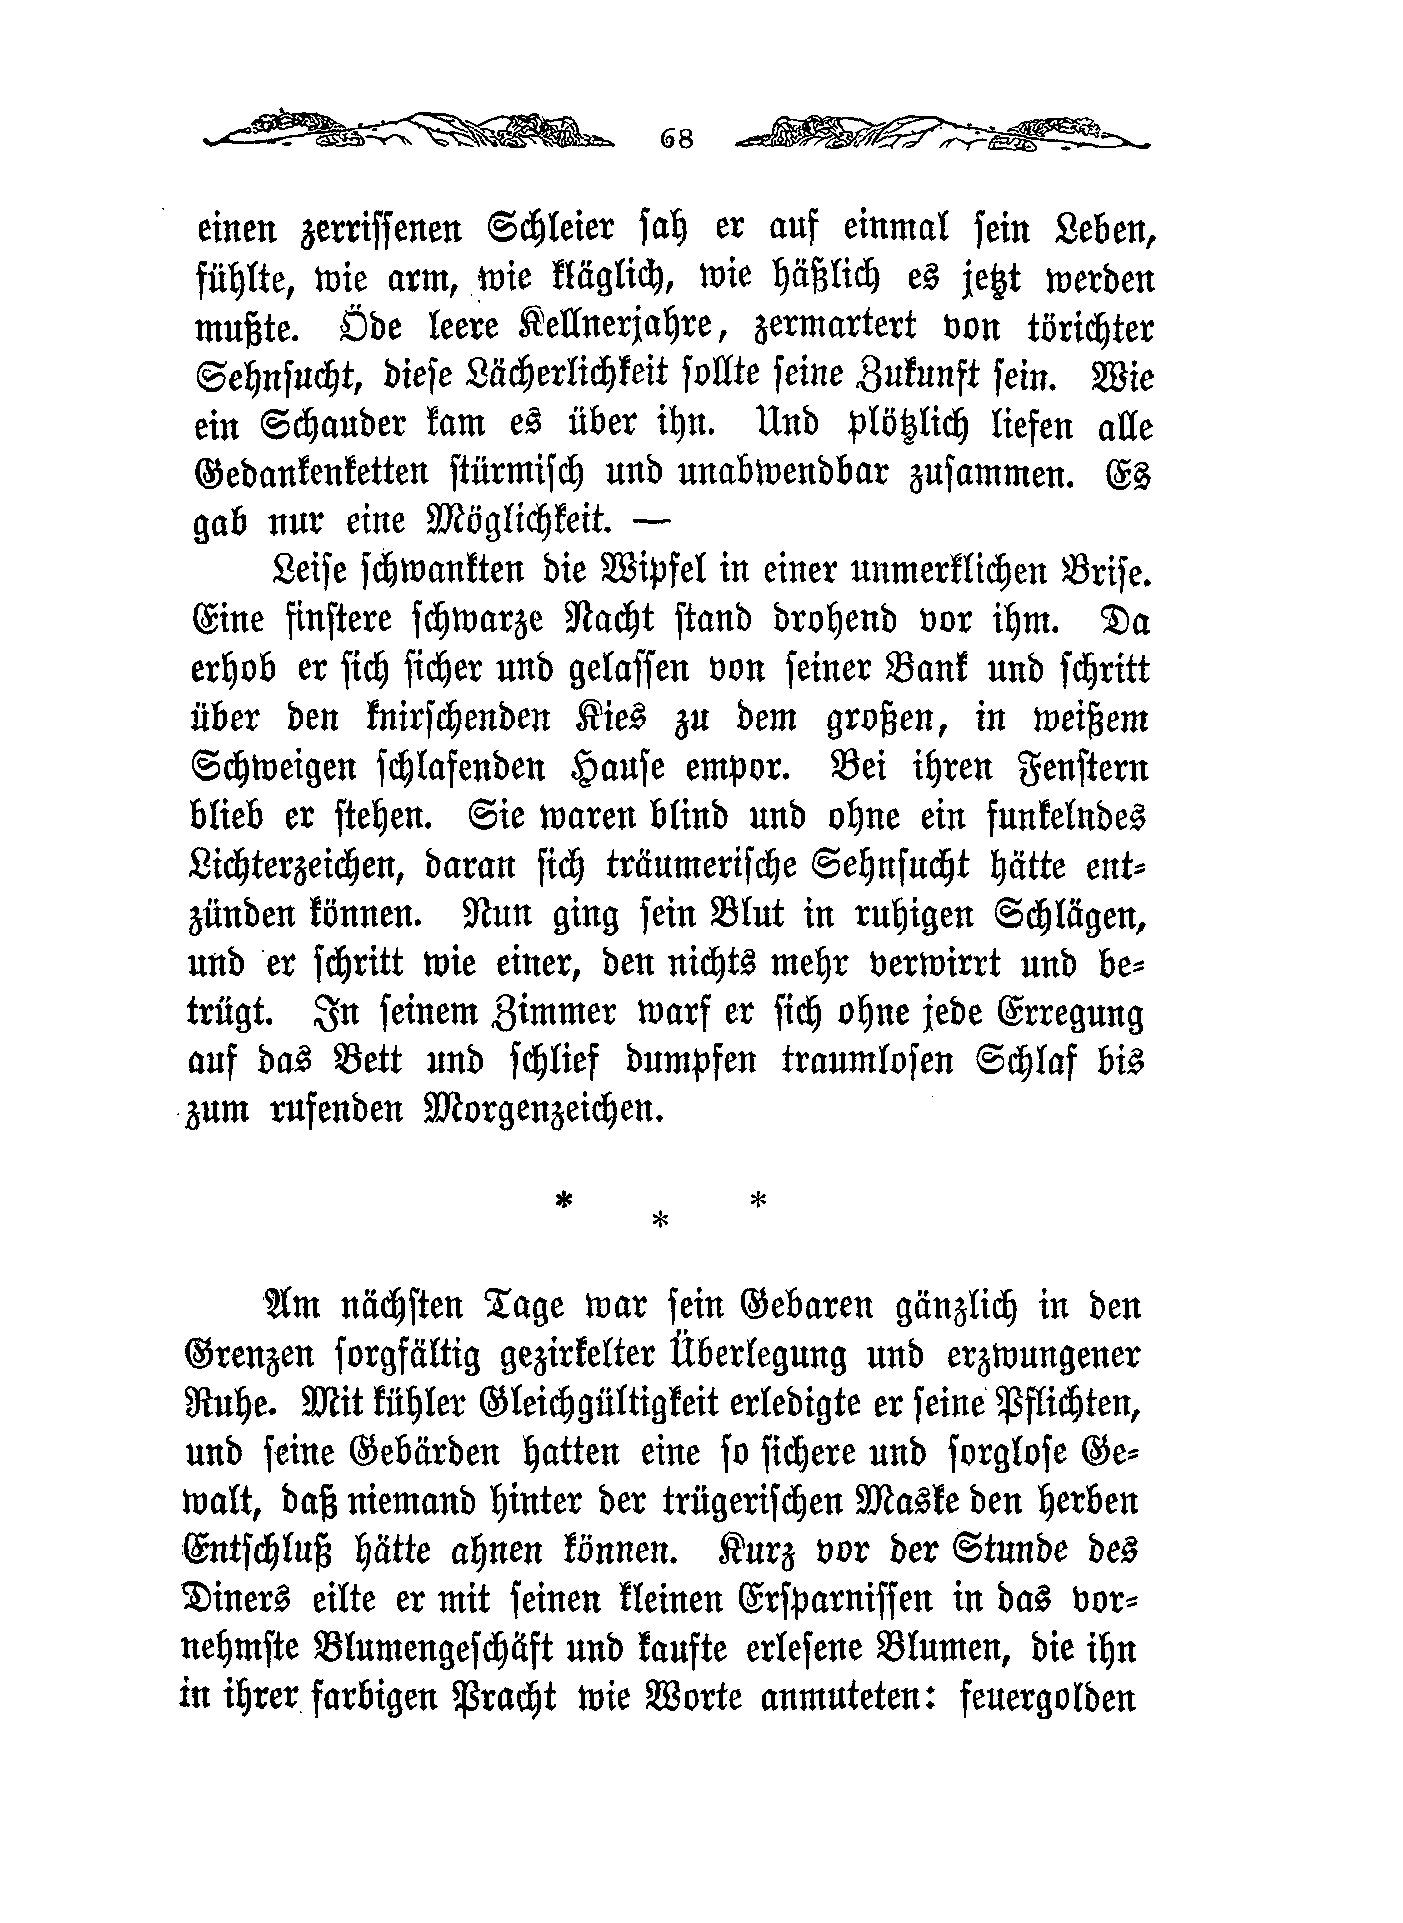 68
einen zerrissenen Schleier sah er auf einmal sein Leben,
fühlte, wie arm, wie kläglich, wie häßlich es jetzt werden
mußte. Öde leere Kellnerjahre, zermartert von törichter
Sehnsucht, diese Lächerlichkeit sollte seine Zukunft sein. Wie
ein Schauder kam es über ihn. Und plötzlich liefen alle
Gedankenketten stürmisch und unabwendbar zusammen. Es
gab nur eine Möglichkeit. —
Leise schwankten die Wipfel in einer unmerklichen Brise.
Eine finstere schwarze Nacht stand drohend vor ihm. Da
erhob er sich sicher und gelassen von seiner Bank und schritt
über den knirschenden Kies zu dem großen, in weißem
Schweigen schlafenden Hause empor. Bei ihren Fenstern
blieb er stehen. Sie waren blind und ohne ein funkelndes
Lichterzeichen, daran sich träumerische Sehnsucht hätte ent-
zünden können. Nun ging sein Blut in ruhigen Schlägen,
und er schritt wie einer, den nichts mehr verwirrt und be-
trügt. In seinem Zimmer warf er sich ohne jede Erregung
auf das Bett und schlief dumpfen traumlosen Schlaf bis
zum rufenden Morgenzeichen.
* * *
Am nächsten Tage war sein Gebaren gänzlich in den
Grenzen sorgfältig gezirkelter Überlegung und erzwungener
Ruhe. Mit kühler Gleichgültigkeit erledigte er seine Pflichten,
und seine Gebärden hatten eine so sichere und sorglose Ge-
walt, daß niemand hinter der trügerischen Maske den herben
Entschluß hätte ahnen können. Kurz vor der Stunde des
Diners eilte er mit seinen kleinen Ersparnissen in das vor-
nehmste Blumengeschäft und kaufte erlesene Blumen, die ihn
in ihrer farbigen Pracht wie Worte anmuteten: feuergolden